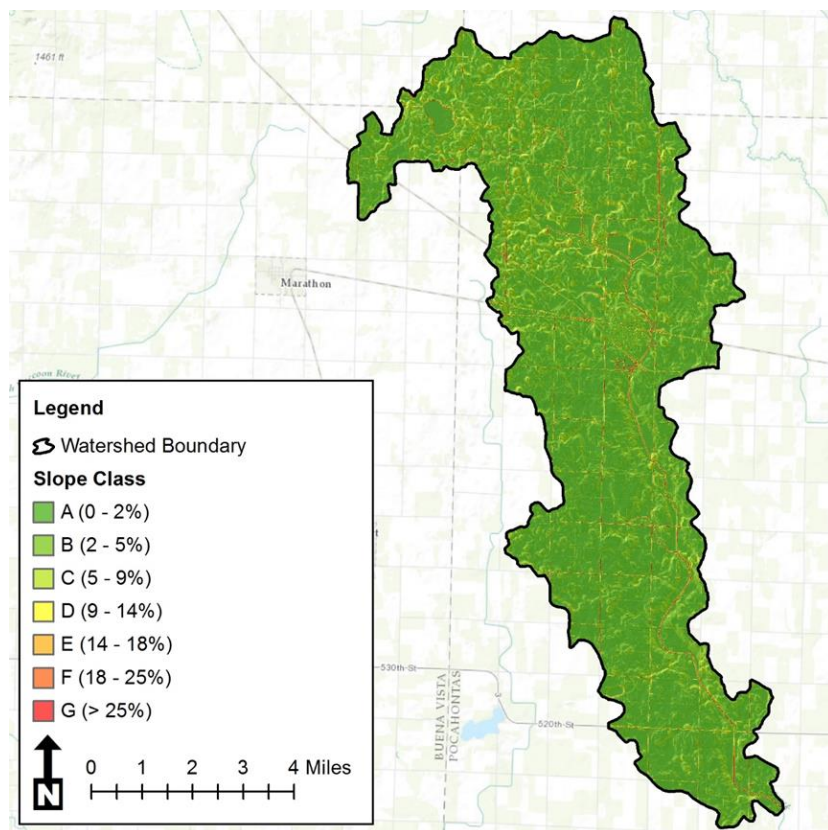 1461 ft
Marathon
Legend
Watershed Boundary
Slope Class
A (0 - 2%)
B (2 - 5%)
C (5 - 9%)
D (9 - 14%)
E (14 - 18%)
F (18 - 25%)
G (> 25%)
N
0 1 2 3 4 Miles
530th St
520th St
BUENA VISTA
POCAHONTAS